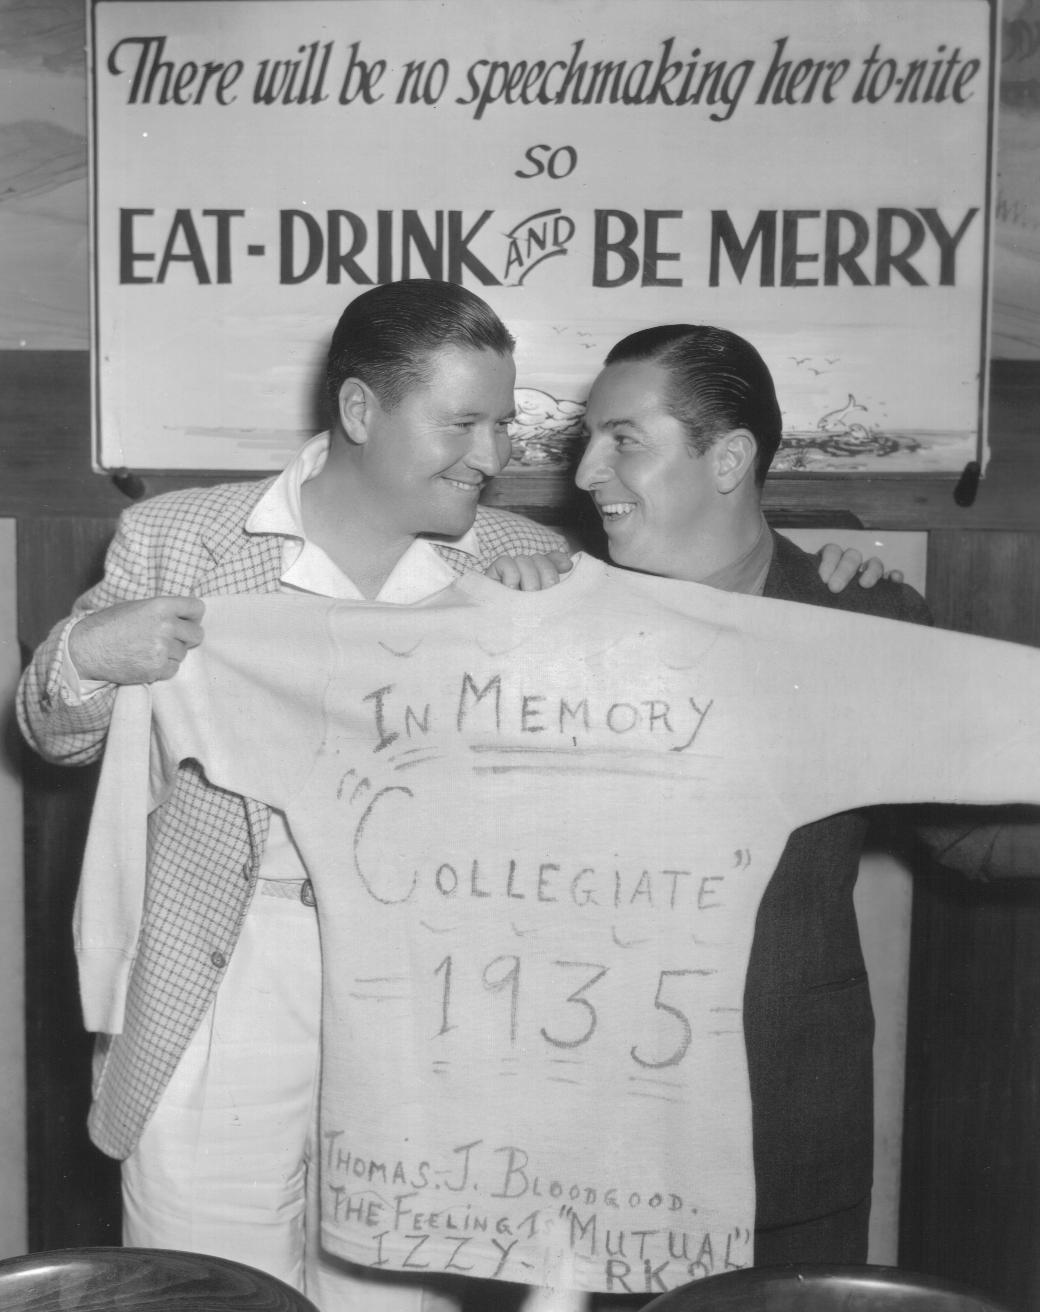 There will be no speechmaking here to-nite
so
EAT-DRINK AND BE MERRY
IN MEMORY
"COLLEGIATE"
=1935=
THOMAS. J. BLOODGOOD.
THE FEELING IS "MUTUAL"
IZZY- RKO